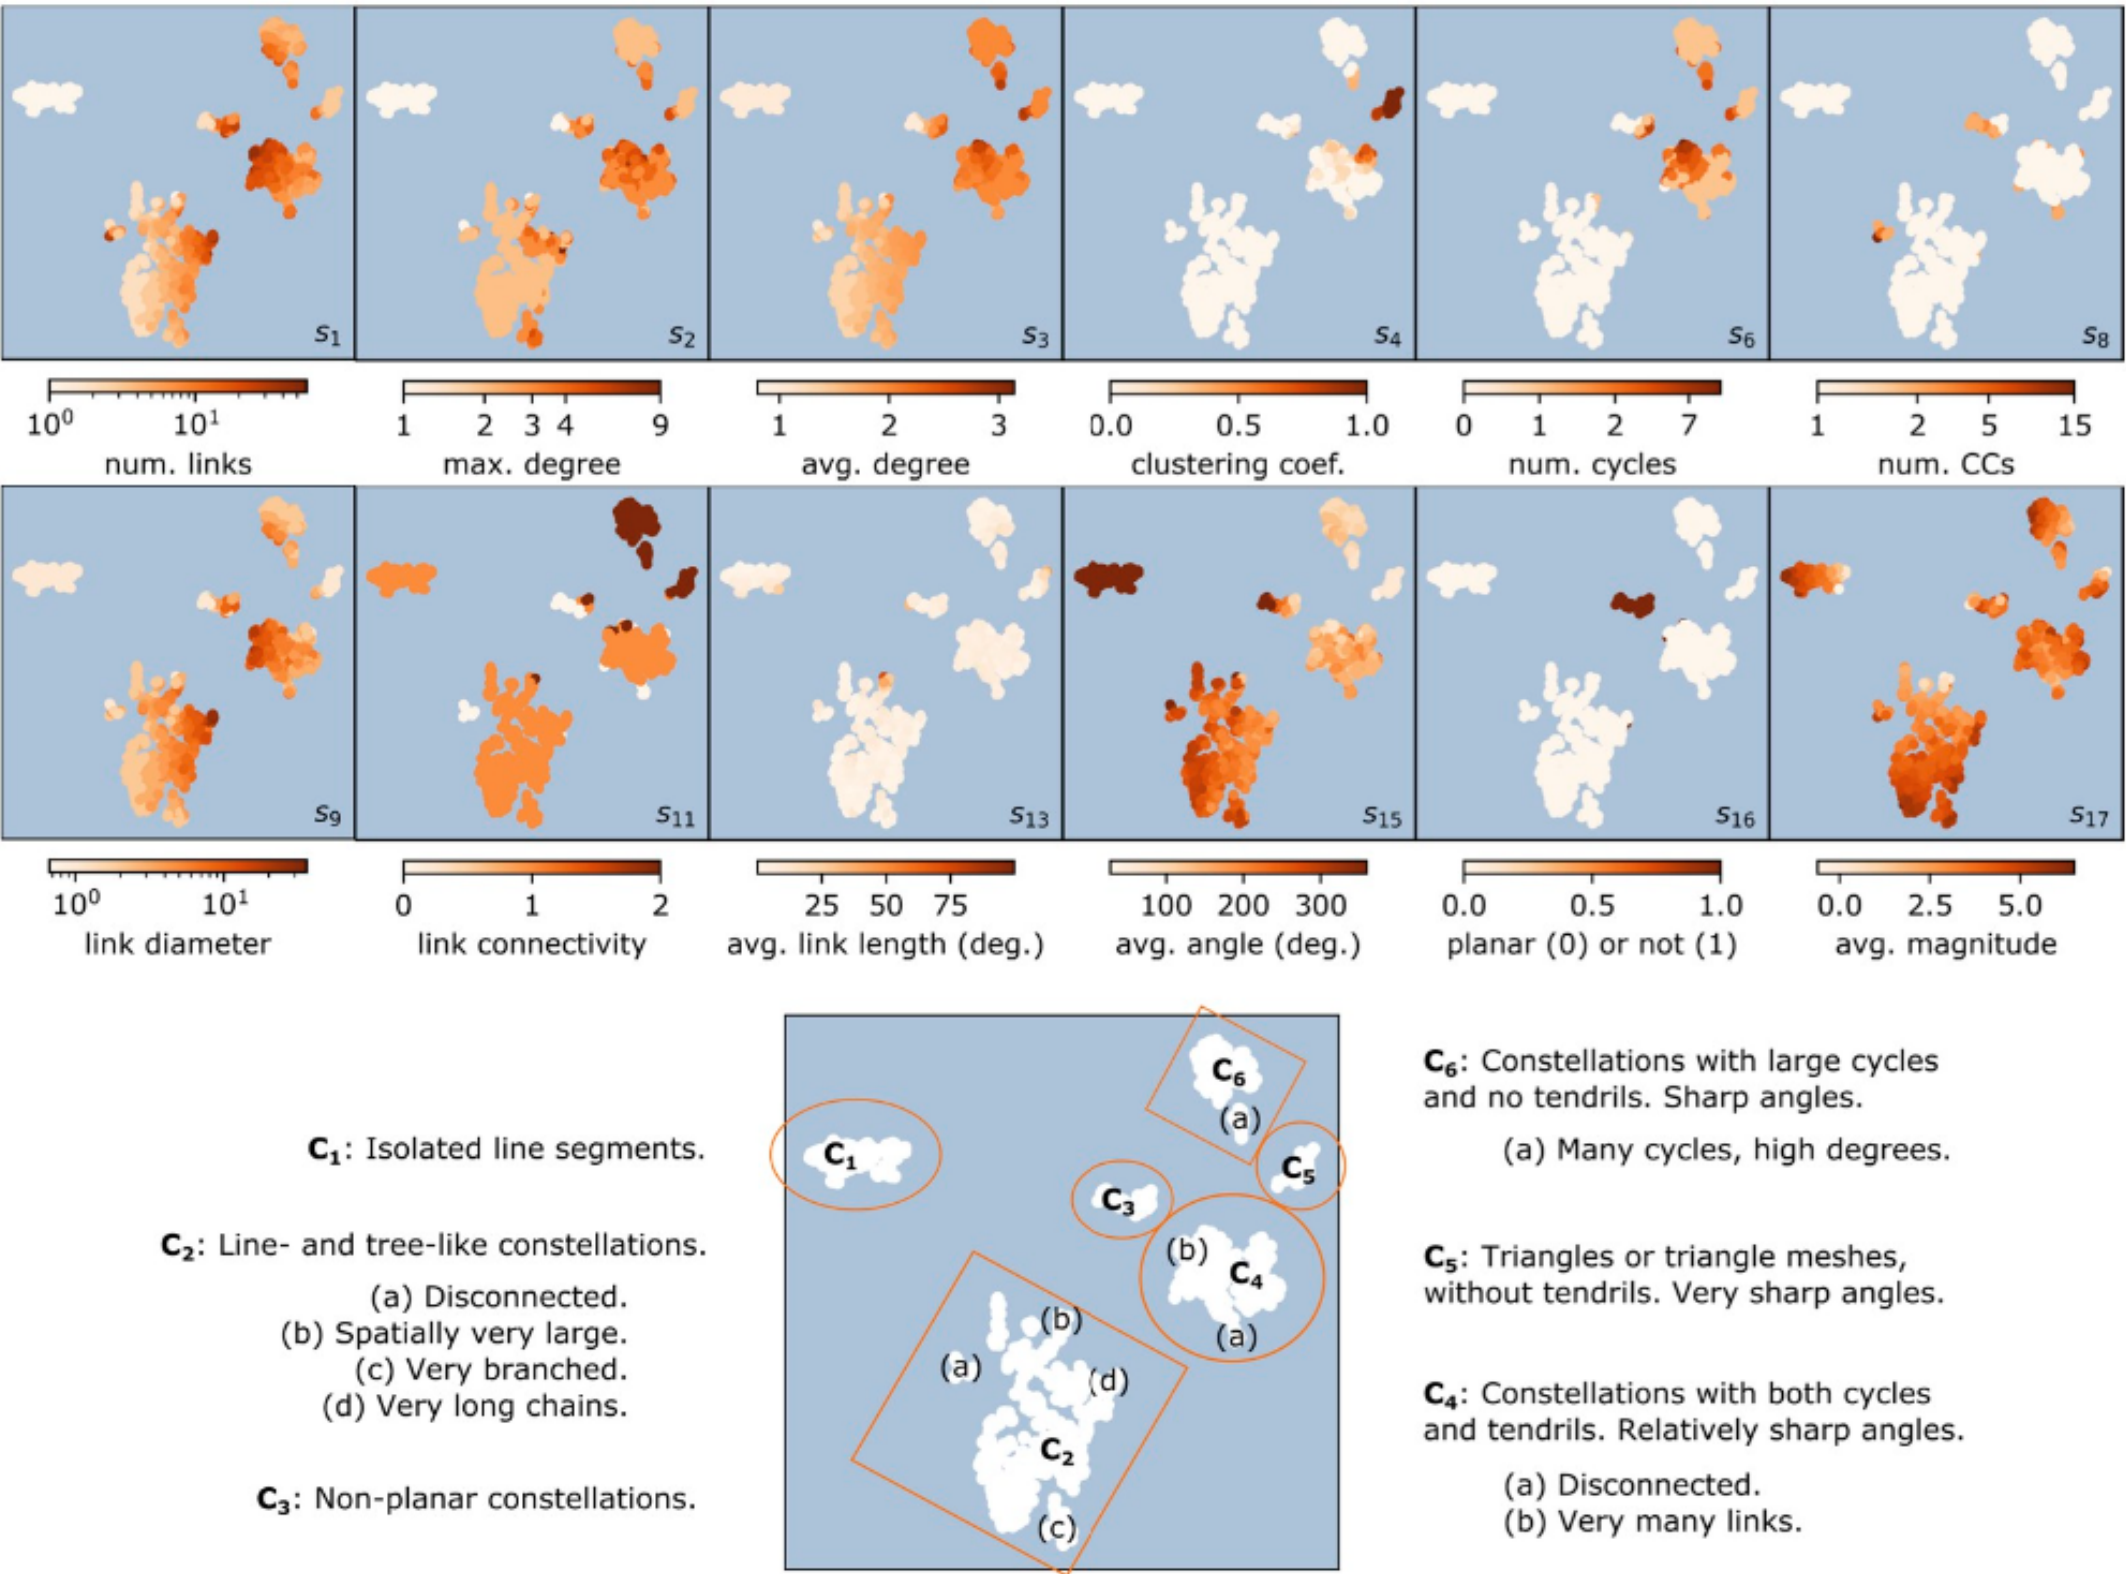 s1 s2 s3 s4 s6 s8
10^0 10^1 1 2 3 4 9 1 2 3 0.0 0.5 1.0 0 1 2 7 1 2 5 15
num. links max. degree avg. degree clustering coef. num. cycles num. CCs
s9 s11 s13 s15 s16 s17
10^0 10^1 0 1 2 25 50 75 100 200 300 0.0 0.5 1.0 0.0 2.5 5.0
link diameter link connectivity avg. link length (deg.) avg. angle (deg.) planar (0) or not (1) avg. magnitude
C1: Isolated line segments.
C2: Line- and tree-like constellations.
(a) Disconnected.
(b) Spatially very large.
(c) Very branched.
(d) Very long chains.
C3: Non-planar constellations.
C6
(a)
C1
C5
C3
(b)
C4
(a)
(b)
(a)
(d)
C2
(c)
C6: Constellations with large cycles
and no tendrils. Sharp angles.
(a) Many cycles, high degrees.
C5: Triangles or triangle meshes,
without tendrils. Very sharp angles.
C4: Constellations with both cycles
and tendrils. Relatively sharp angles.
(a) Disconnected.
(b) Very many links.